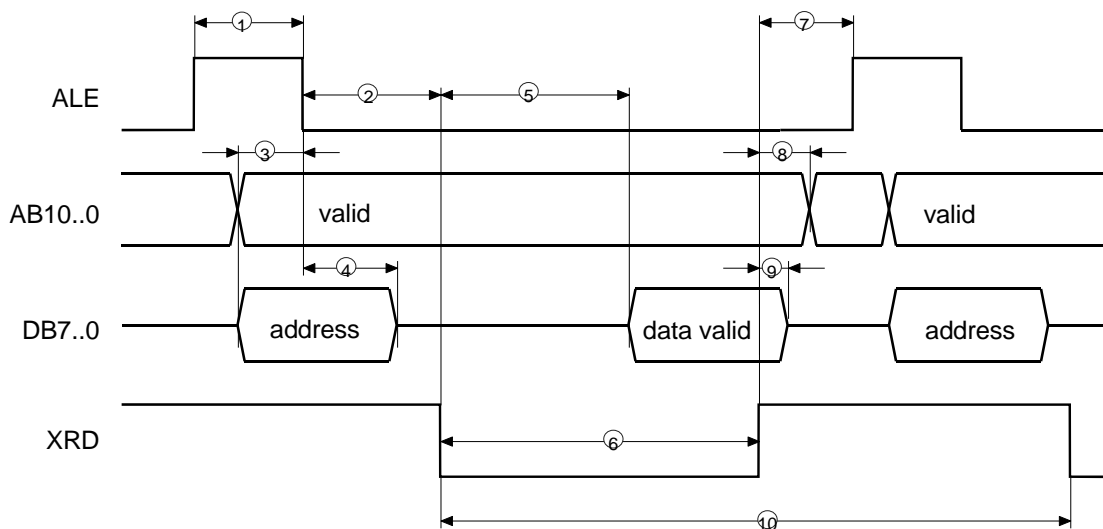 ① ⑦
ALE ② ⑤
③ ⑧
AB10..0 valid valid
④ ⑨
DB7..0 address data valid address
XRD ⑥
⑩